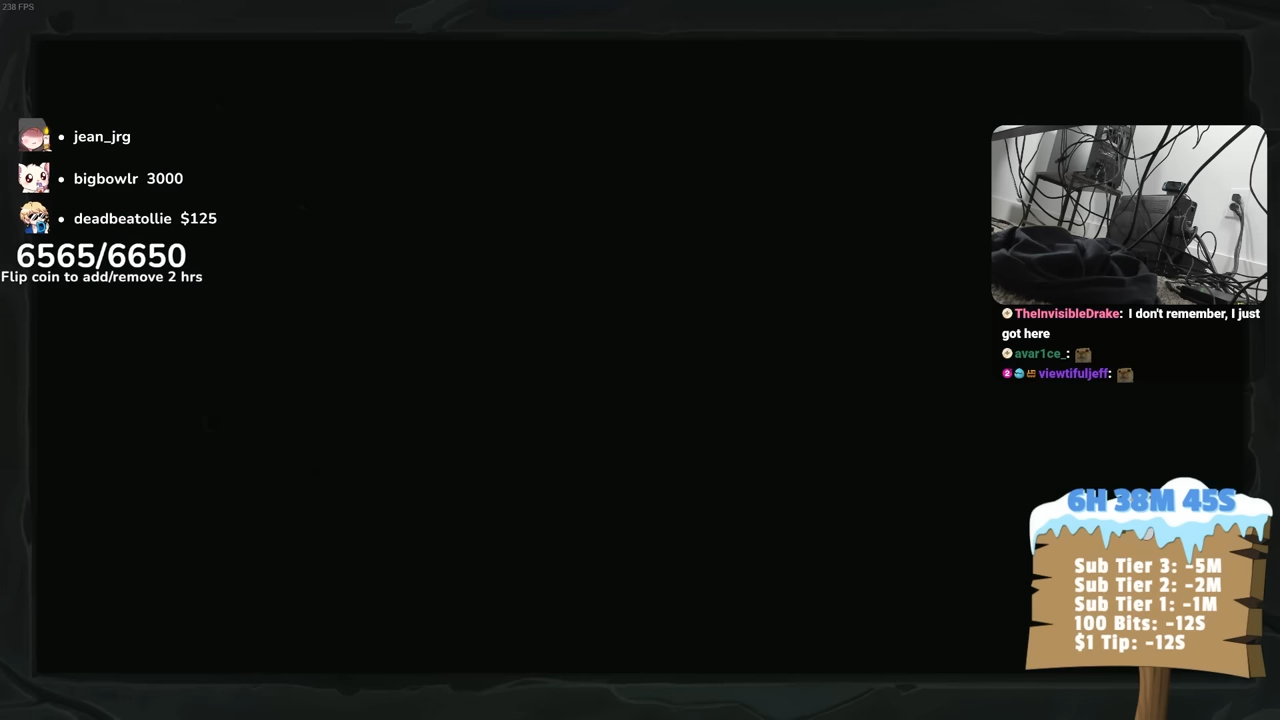 238 FPS
jean_jrg
bigbowlr 3000
deadbeatollie $125
6565/6650
Flip coin to add/remove 2 hrs
TheInvisibleDrake: I don't remember, I just
got here
avar1ce_:
2 viewtifuljeff:
6H 38M 45S
Sub Tier 3: -5M
Sub Tier 2: -2M
Sub Tier 1: -1M
100 Bits: -12S
$1 Tip: -12S